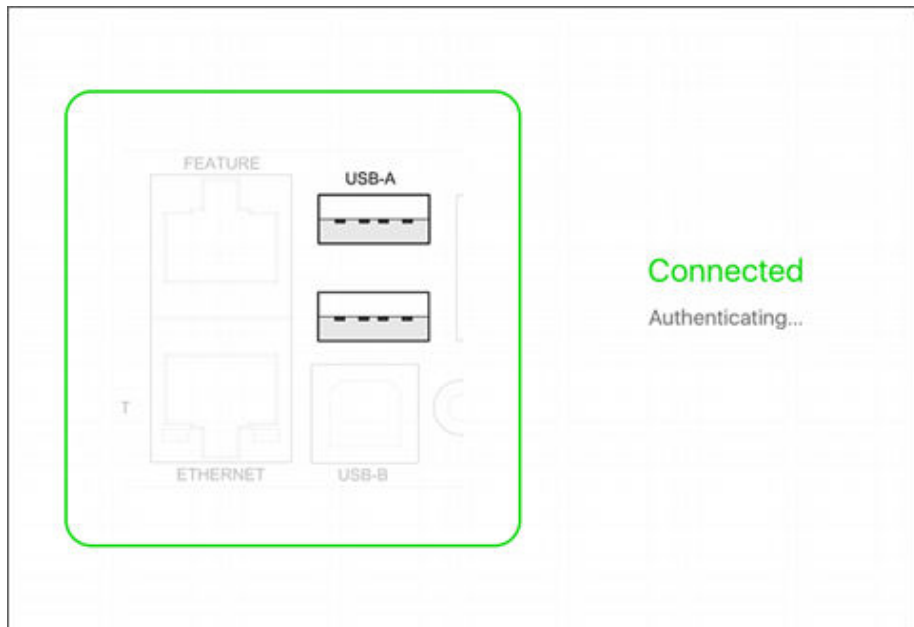 FEATURE
USB-A
Connected
Authenticating...
T
ETHERNET
USB-B